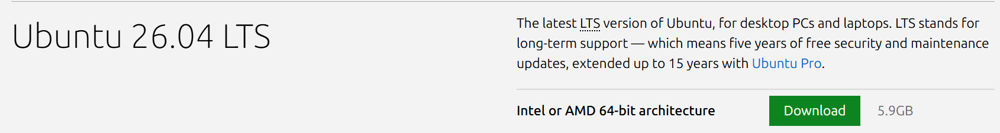 Ubuntu 26.04 LTS
The latest LTS version of Ubuntu, for desktop PCs and laptops. LTS stands for
long-term support — which means five years of free security and maintenance
updates, extended up to 15 years with Ubuntu Pro.
Intel or AMD 64-bit architecture
Download
5.9GB